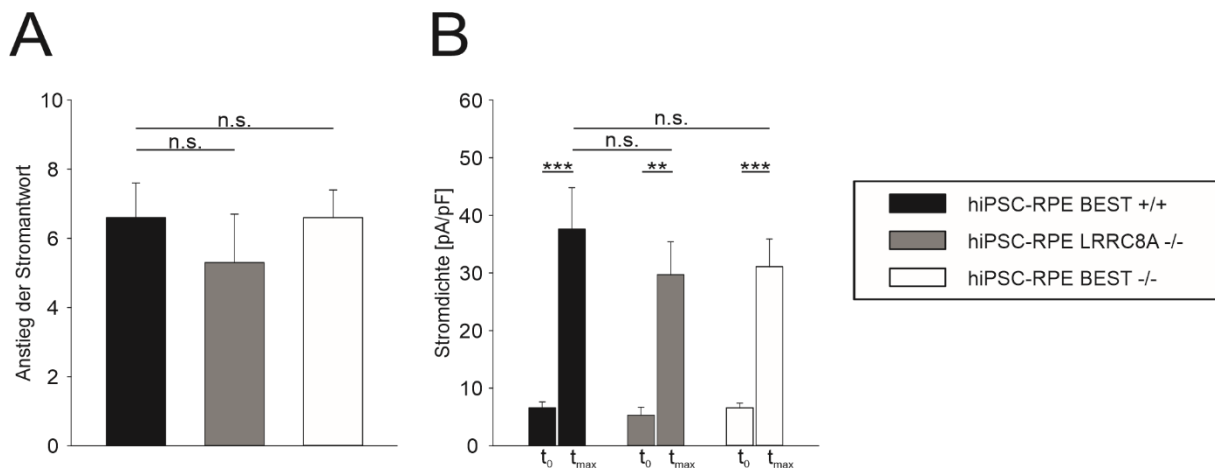 A
Anstieg der Stromantwort
10
8
6
4
2
0
n.s.
n.s.
B
Stromdichte [pA/pF]
60
50
40
30
20
10
0
n.s.
n.s.
*** ** ***
t0 tmax t0 tmax t0 tmax
hiPSC-RPE BEST +/+
hiPSC-RPE LRRC8A -/-
hiPSC-RPE BEST -/-